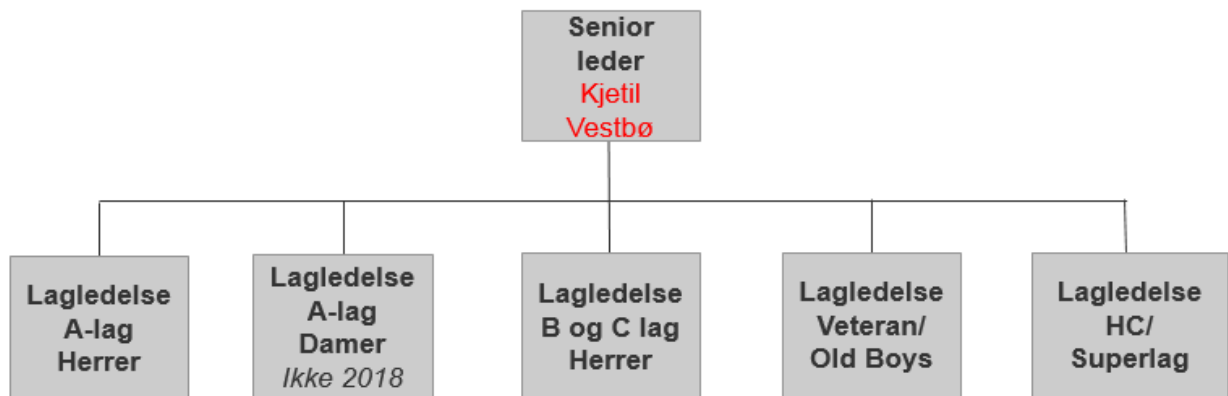 Senior
leder
Kjetil
Vestbø
Lagledelse
A-lag
Herrer
Lagledelse
A-lag
Damer
Ikke 2018
Lagledelse
B og C lag
Herrer
Lagledelse
Veteran/
Old Boys
Lagledelse
HC/
Superlag